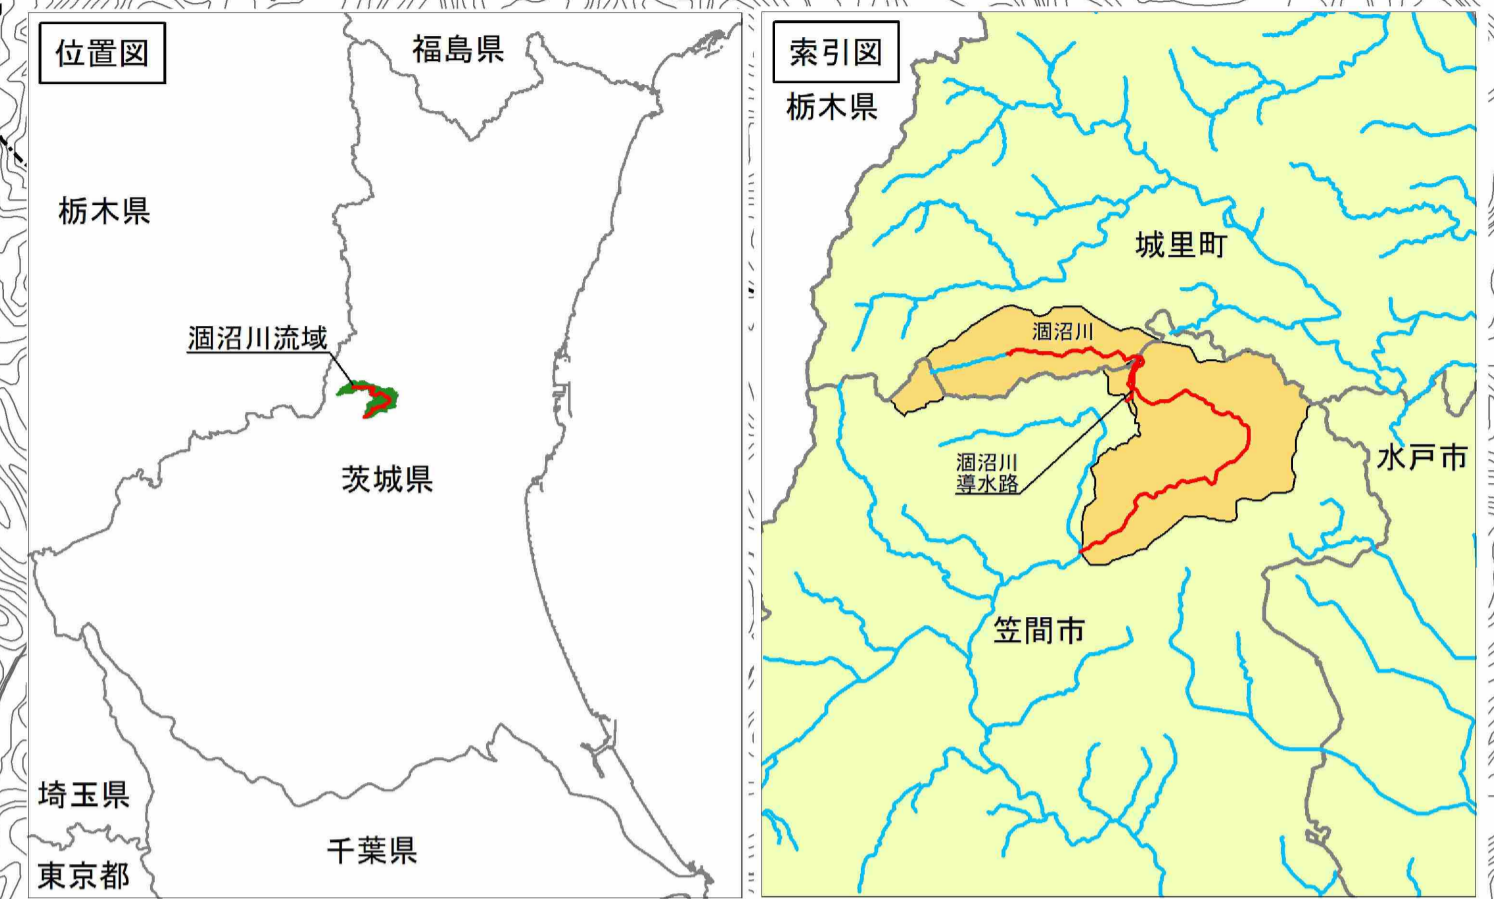 位置図
福島県
栃木県
涸沼川流域
茨城県
埼玉県
千葉県
東京都
索引図
栃木県
城里町
涸沼川
水戸市
涸沼川
導水路
笠間市